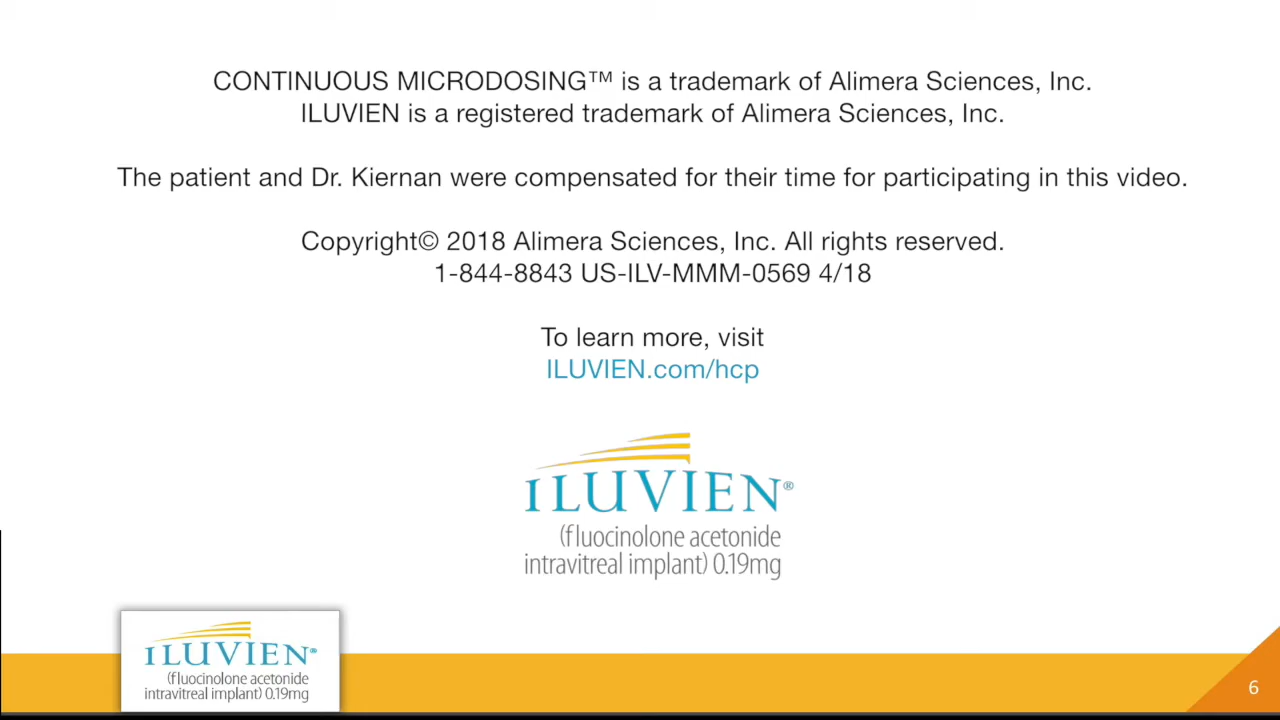 CONTINUOUS MICRODOSING™ is a trademark of Alimera Sciences, Inc.
ILUVIEN is a registered trademark of Alimera Sciences, Inc.
The patient and Dr. Kiernan were compensated for their time for participating in this video.
Copyright© 2018 Alimera Sciences, Inc. All rights reserved.
1-844-8843 US-ILV-MMM-0569 4/18
To learn more, visit
ILUVIEN.com/hcp
ILUVIEN®
(fluocinolone acetonide
intravitreal implant) 0.19mg
ILUVIEN®
(fluocinolone acetonide
intravitreal implant) 0.19mg
6